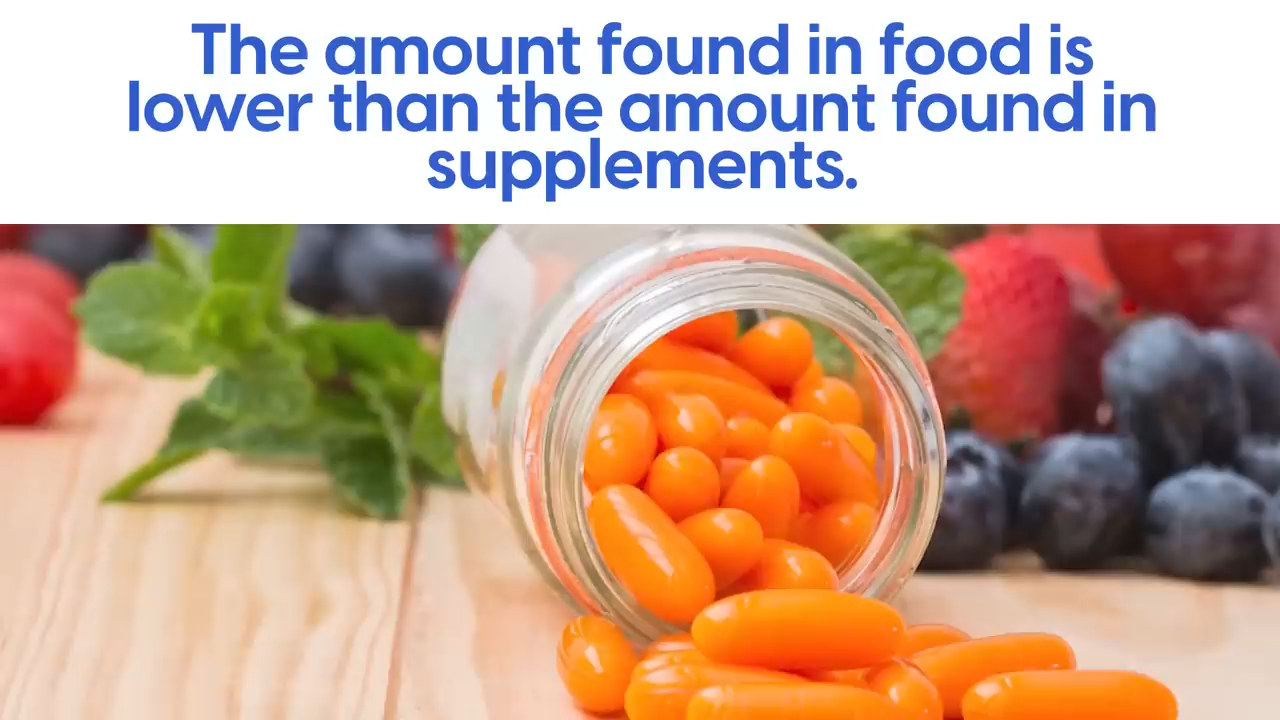 The amount found in food is
lower than the amount found in
supplements.